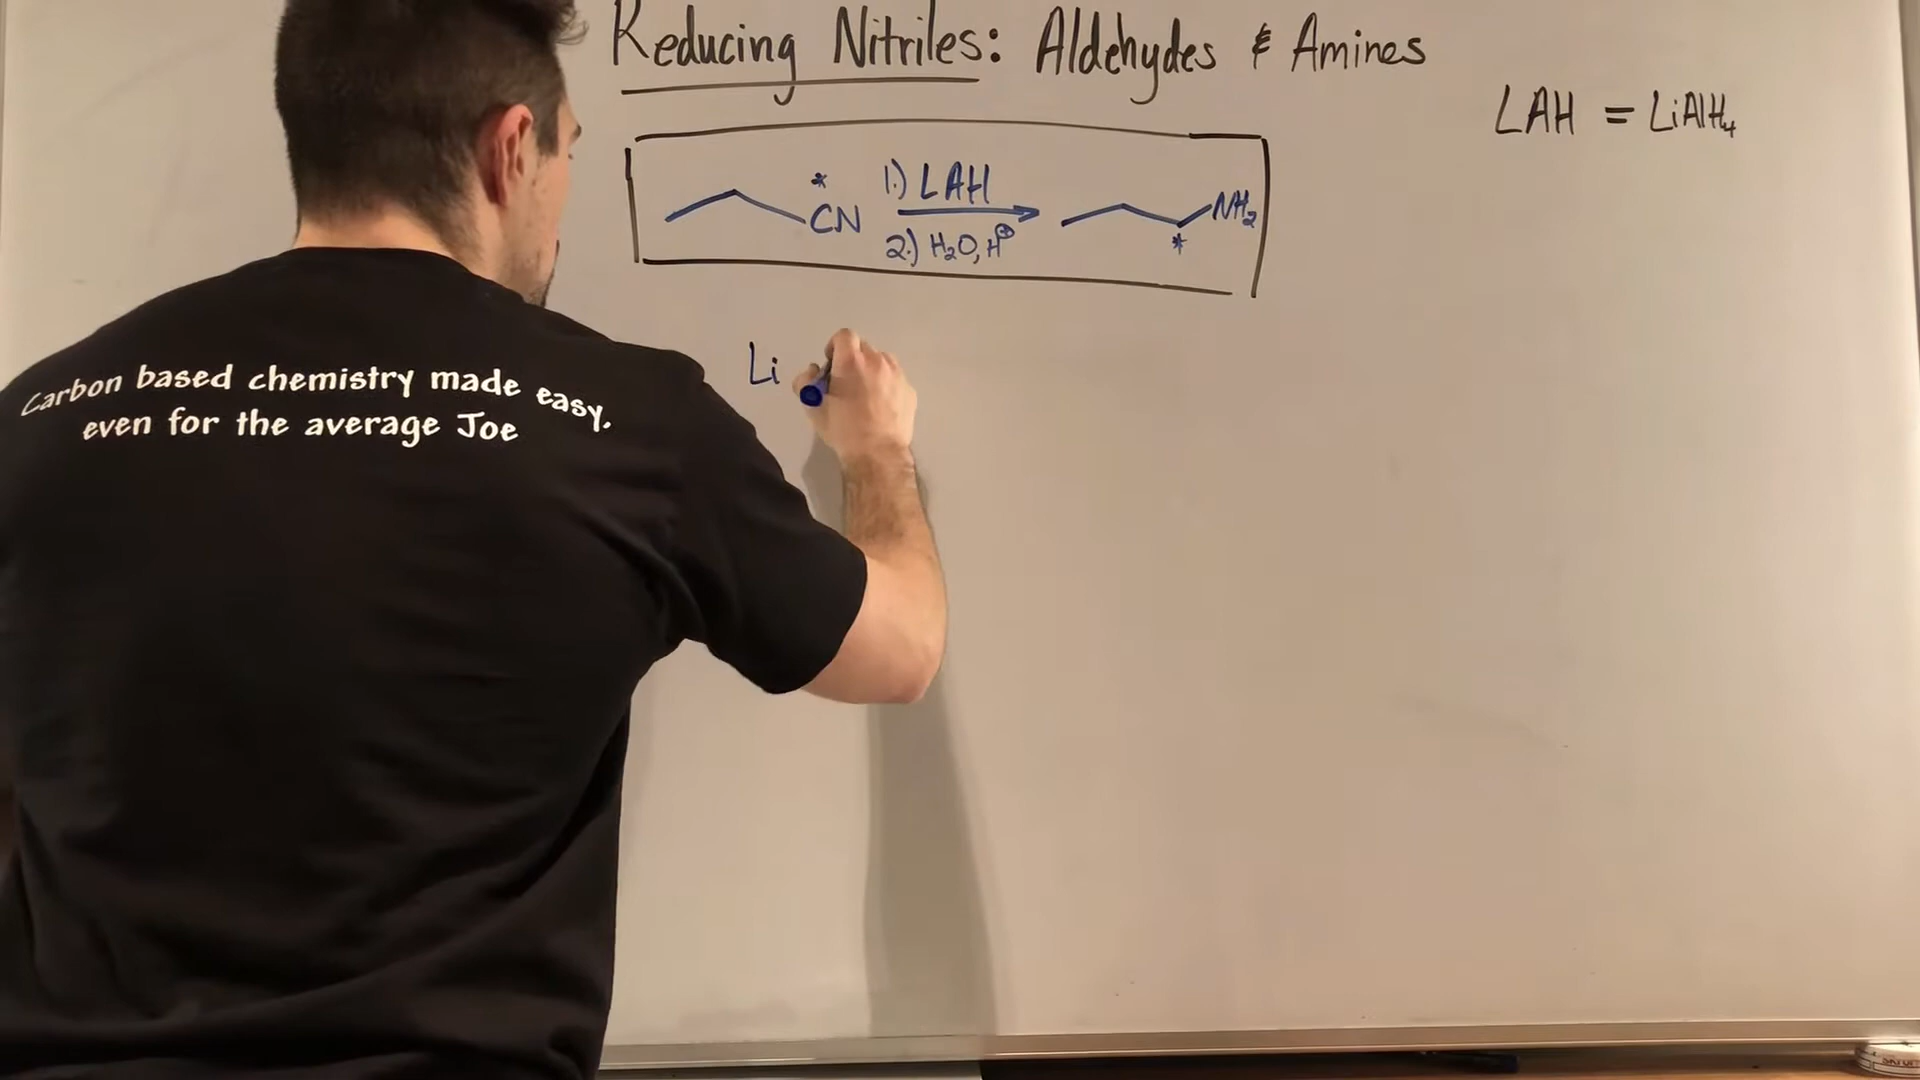 Reducing Nitriles: Aldehydes & Amines
LAH = LiAlH4
*
CN
1.) LAH
2.) H2O, H⊕
NH2
*
Li
Carbon based chemistry made easy,
even for the average Joe